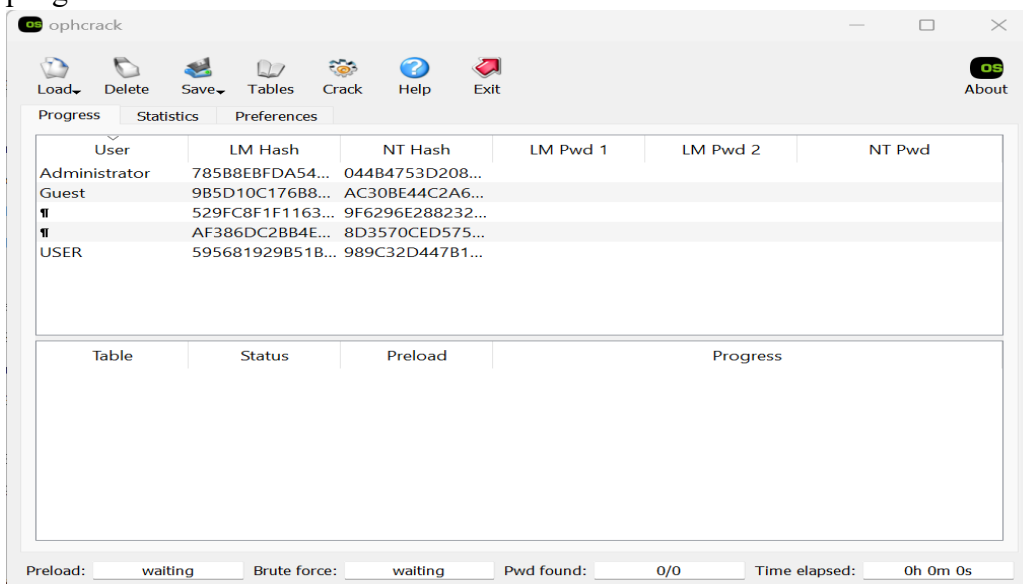 OS ophcrack
Load Delete Save Tables Crack Help Exit OS About
Progress Statistics Preferences
User LM Hash NT Hash LM Pwd 1 LM Pwd 2 NT Pwd
Administrator 785B8EBFDA54... 044B4753D208...
Guest 9B5D10C176B8... AC30BE44C2A6...
¶ 529FC8F1F1163... 9F6296E288232...
¶ AF386DC2BB4E... 8D3570CED575...
USER 595681929B51B... 989C32D447B1...
Table Status Preload Progress
Preload: waiting Brute force: waiting Pwd found: 0/0 Time elapsed: 0h 0m 0s